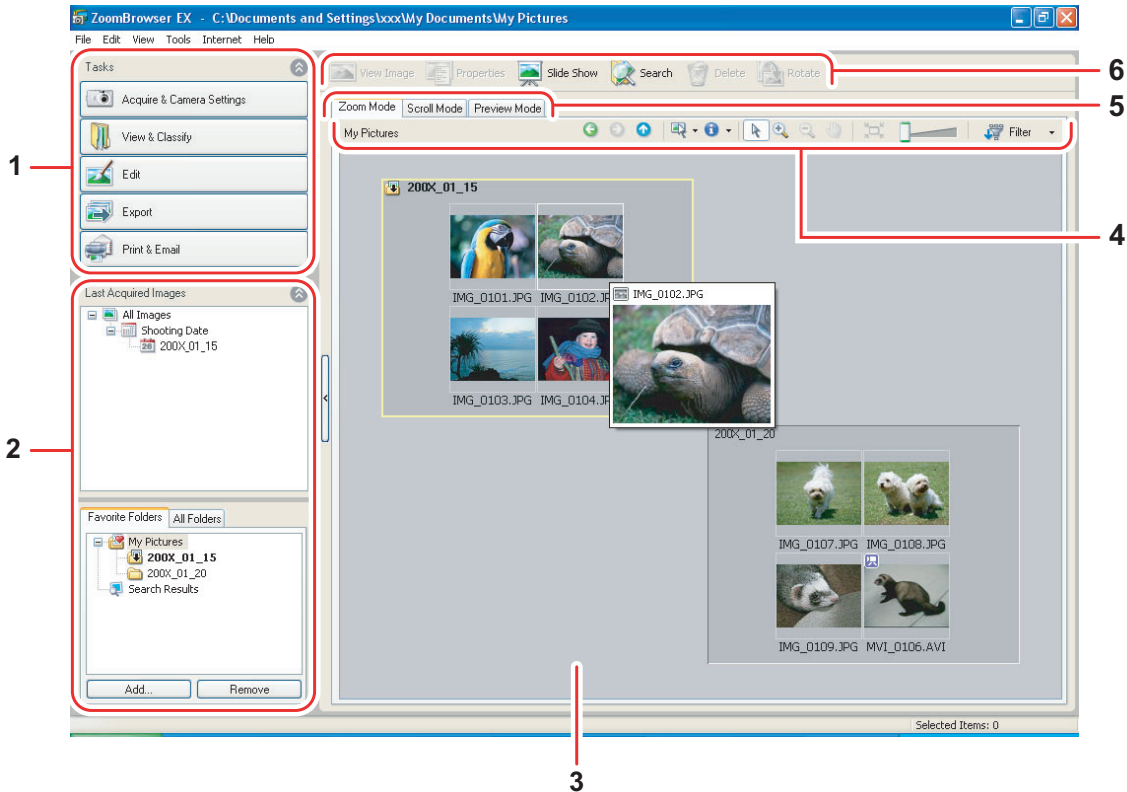 ZoomBrowser EX - C:\Documents and Settings\xxx\My Documents\My Pictures
File Edit View Tools Internet Help
Tasks
Acquire & Camera Settings
View & Classify
Edit
Export
Print & Email
1
Last Acquired Images
All Images
Shooting Date
26 200X_01_15
2
Favorite Folders All Folders
My Pictures
200X_01_15
200X_01_20
Search Results
Add... Remove
View Image Properties Slide Show Search Delete Rotate
6
Zoom Mode Scroll Mode Preview Mode
5
My Pictures Filter
4
200X_01_15
IMG_0101.JPG IMG_0102.J
IMG_0102.JPG
IMG_0103.JPG IMG_0104.JP
200X_01_20
IMG_0107.JPG IMG_0108.JPG
IMG_0109.JPG MVI_0106.AVI
3
Selected Items: 0